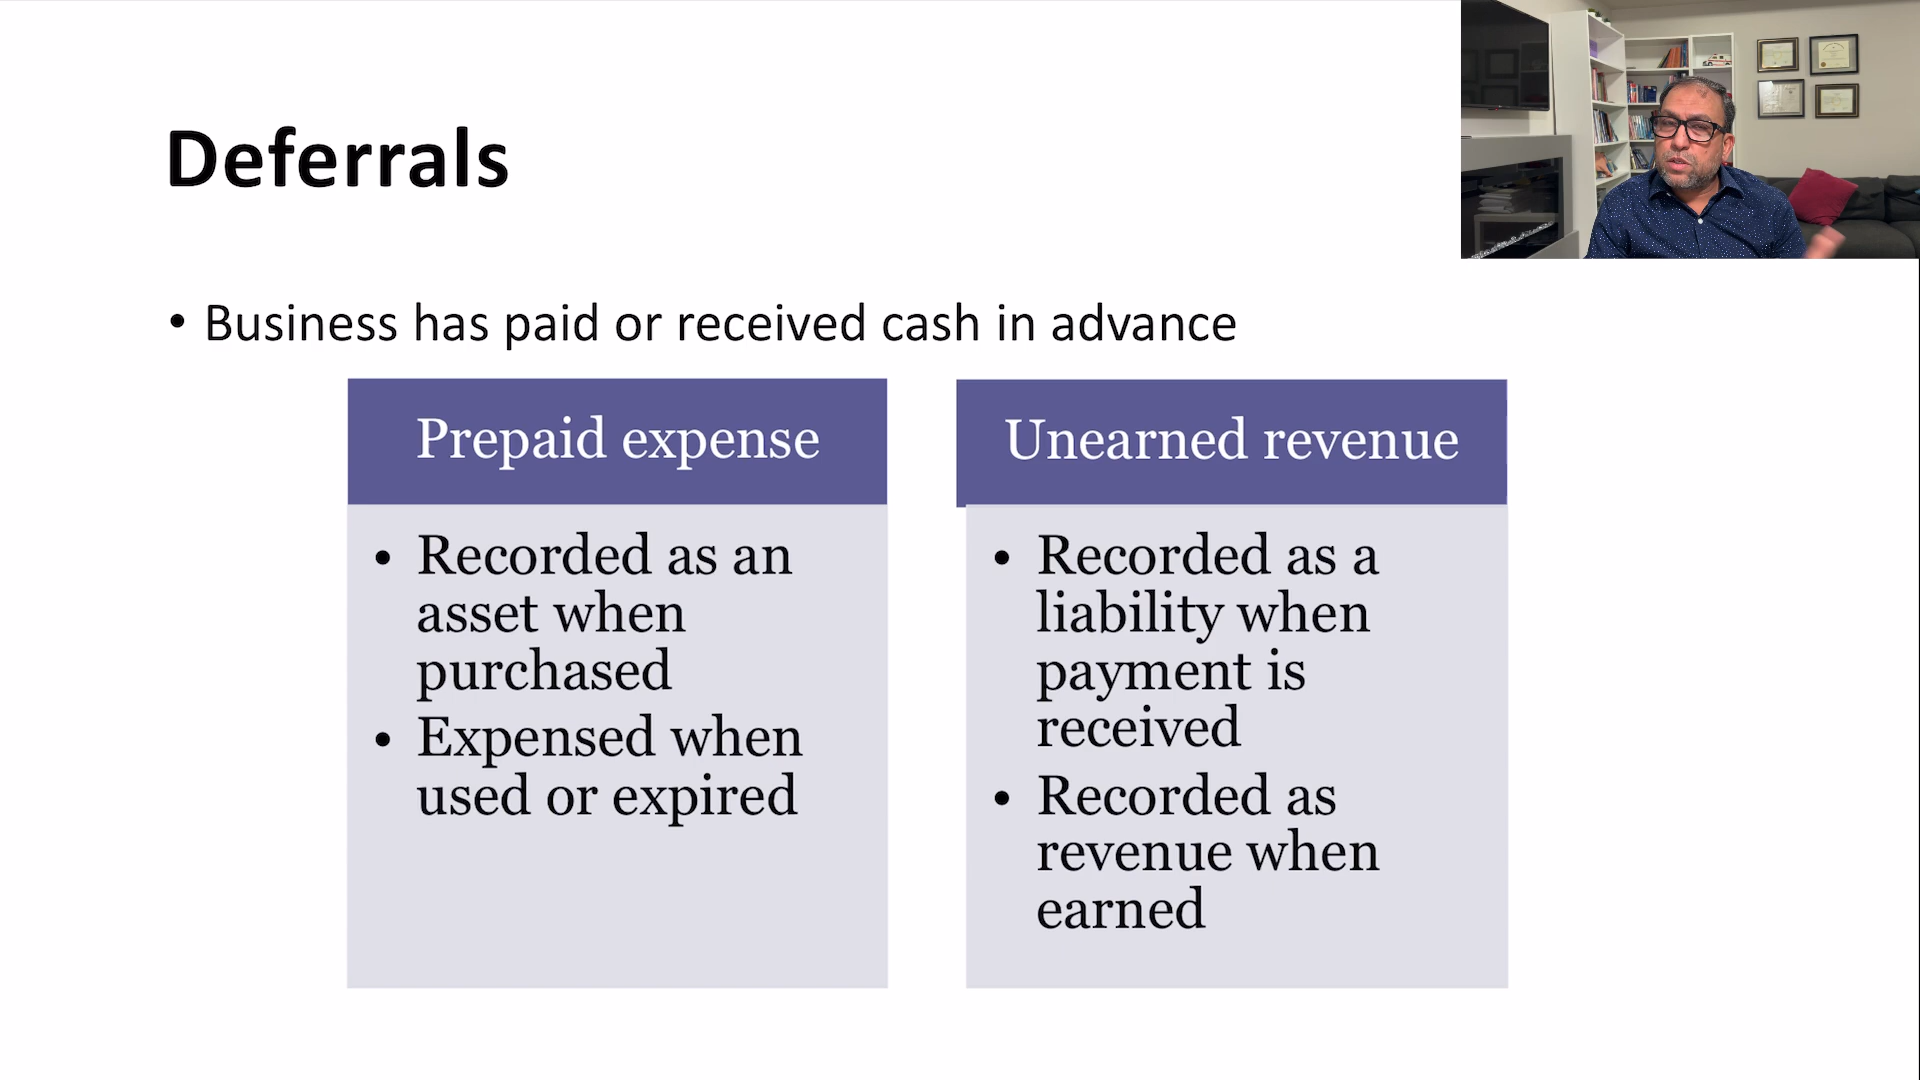 Deferrals
• Business has paid or received cash in advance
Prepaid expense
• Recorded as an
asset when
purchased
• Expensed when
used or expired
Unearned revenue
• Recorded as a
liability when
payment is
received
• Recorded as
revenue when
earned